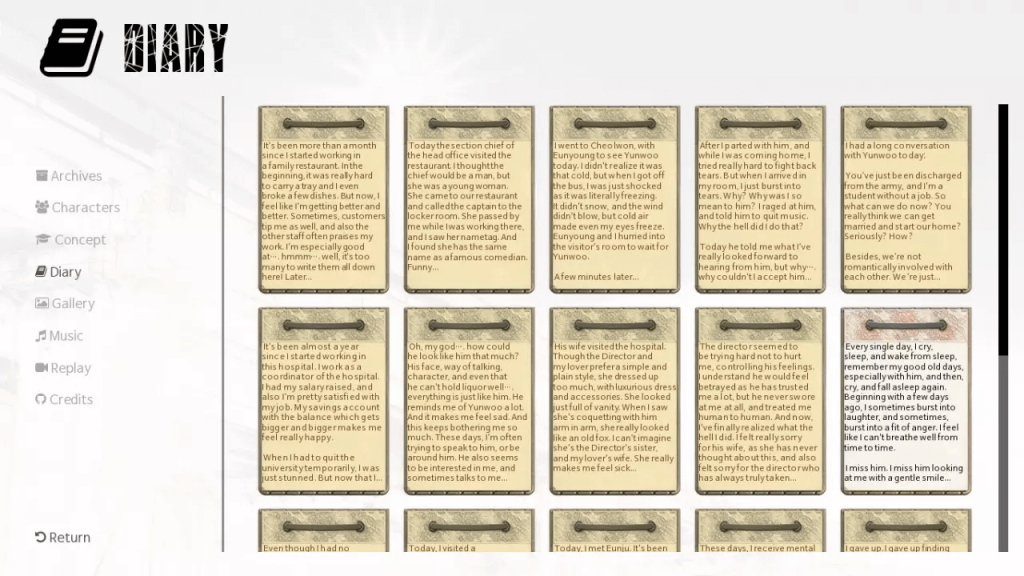 DIARY
Archives
Characters
Concept
Diary
Gallery
Music
Replay
Credits
Return
It's been more than a month
since I started working in
a family restaurant. In the
beginning, it was really hard
to carry a tray and I even
broke a few dishes. But now, I
feel like I'm getting better and
better. Sometimes, customers
tip me as well, and also the
other staff often praises my
work. I'm especially good
at···. hmmm···. well, it's too
many to write them all down
here! Later...
Today the section chief of
the head office visited the
restaurant. I thought the
chief would be a man, but
she was a young woman.
She came to our restaurant
and called the captain to the
locker room. She passed by
me while I was working there,
and I saw her name tag. And
I found she has the same
name as a famous comedian.
Funny...
I went to Cheolwon, with
Eunyoung to see Yunwoo
today. I didn't realize it was
that cold, but when I got off
the bus, I was just shocked
as it was literally freezing.
It didn't snow, and the wind
didn't blow, but cold air
made even my eyes freeze.
Eunyoung and I hurried into
the visitor's room to wait for
Yunwoo.
A few minutes later...
After I parted with him, and
while I was coming home, I
tried really hard to fight back
tears. But when I arrived in
my room, I just burst into
tears. Why? Why was I so
mean to him? I raged at him,
and told him to quit music.
Why the hell did I do that?
Today he told me what I've
really looked forward to
hearing from him, but why···.
why couldn't I accept him...
I had a long conversation
with Yunwoo to day:
You've just been discharged
from the army, and I'm a
student without a job. So
what can we do now? You
really think we can get
married and start our home?
Seriously? How?
Besides, we're not
romantically involved with
each other. We're just...
It's been almost a year
since I started working in
this hospital. I work as a
coordinator of the hospital.
I had my salary raised, and
also I'm pretty satisfied with
my job. My savings account
with the balance which gets
bigger and bigger makes me
feel really happy.
When I had to quit the
university temporarily, I was
just stunned. But now that I...
Oh, my god···. how could
he look like him that much?
His face, way of talking,
character, and even that
he can't hold liquor well···.
everything is just like him. He
reminds me of Yunwoo a lot.
And it makes me feel sad. And
this keeps bothering me so
much. These days, I'm often
trying to speak to him, or be
around him. He also seems
to be interested in me, and
sometimes talks to me...
His wife visited the hospital.
Though the Director and
my lover prefer a simple and
plain style, she dressed up
too much, with luxurious dress
and accessories. She looked
just full of vanity. When I saw
she's coquetting with him
arm in arm, she really looked
like an old fox. I can't imagine
she's the Director's sister,
and my lover's wife. She really
makes me feel sick...
The director seemed to
be trying hard not to hurt
me, controlling his feelings.
I understand he would feel
betrayed as he has trusted
me a lot, but he never swore
at me at all, and treated me
human to human. And now,
I've finally realized what the
hell I did. I felt really sorry
for his wife, as she has never
thought about this, and also
felt sorry for the director who
has always truly taken...
Every single day, I cry,
sleep, and wake from sleep,
remember my good old days,
especially with him, and then,
cry, and fall asleep again.
Beginning with a few days
ago, I sometimes burst into
laughter, and sometimes,
burst into a fit of anger. I feel
like I can't breathe well from
time to time.
I miss him. I miss him looking
at me with a gentle smile...
Even though I had no
Today, I visited a
Today, I met Eunju. It's been
These days, I receive mental
I gave up. I gave up finding